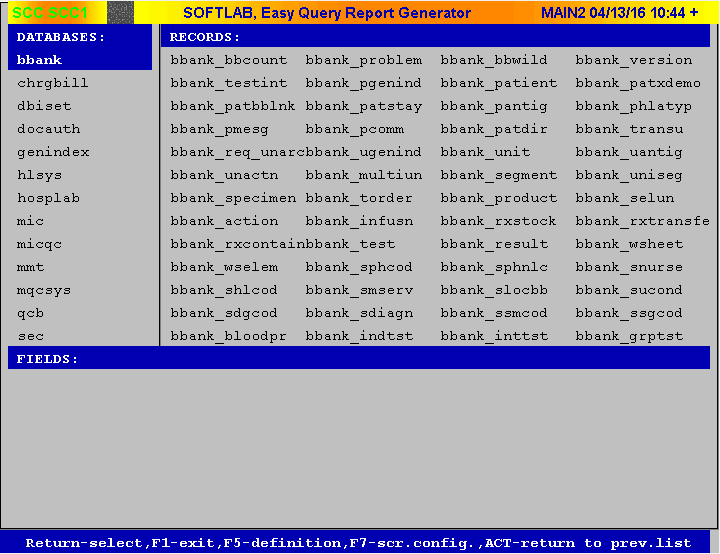 SCC SCC1 SOFTLAB, Easy Query Report Generator MAIN2 04/13/16 10:44 +
DATABASES: RECORDS:
bbank bbank_bbcount bbank_problem bbank_bbwild bbank_version
chrgbill bbank_testint bbank_pgenind bbank_patient bbank_patxdemo
dbiset bbank_patbblnk bbank_patstay bbank_pantig bbank_phlatyp
docauth bbank_pmesg bbank_pcomm bbank_patdir bbank_transu
genindex bbank_req_unarcbbank_ugenind bbank_unit bbank_uantig
hlsys bbank_unactn bbank_multiun bbank_segment bbank_uniseg
hosplab bbank_specimen bbank_torder bbank_product bbank_selun
mic bbank_action bbank_infusn bbank_rxstock bbank_rxtransfe
micqc bbank_rxcontainbbank_test bbank_result bbank_wsheet
mmt bbank_wselem bbank_sphcod bbank_sphnlc bbank_snurse
mqcsys bbank_shlcod bbank_smserv bbank_slocbb bbank_sucond
qcb bbank_sdgcod bbank_sdiagn bbank_ssmcod bbank_ssgcod
sec bbank_bloodpr bbank_indtst bbank_inttst bbank_grptst
FIELDS:
Return-select,F1-exit,F5-definition,F7-scr.config.,ACT-return to prev.list